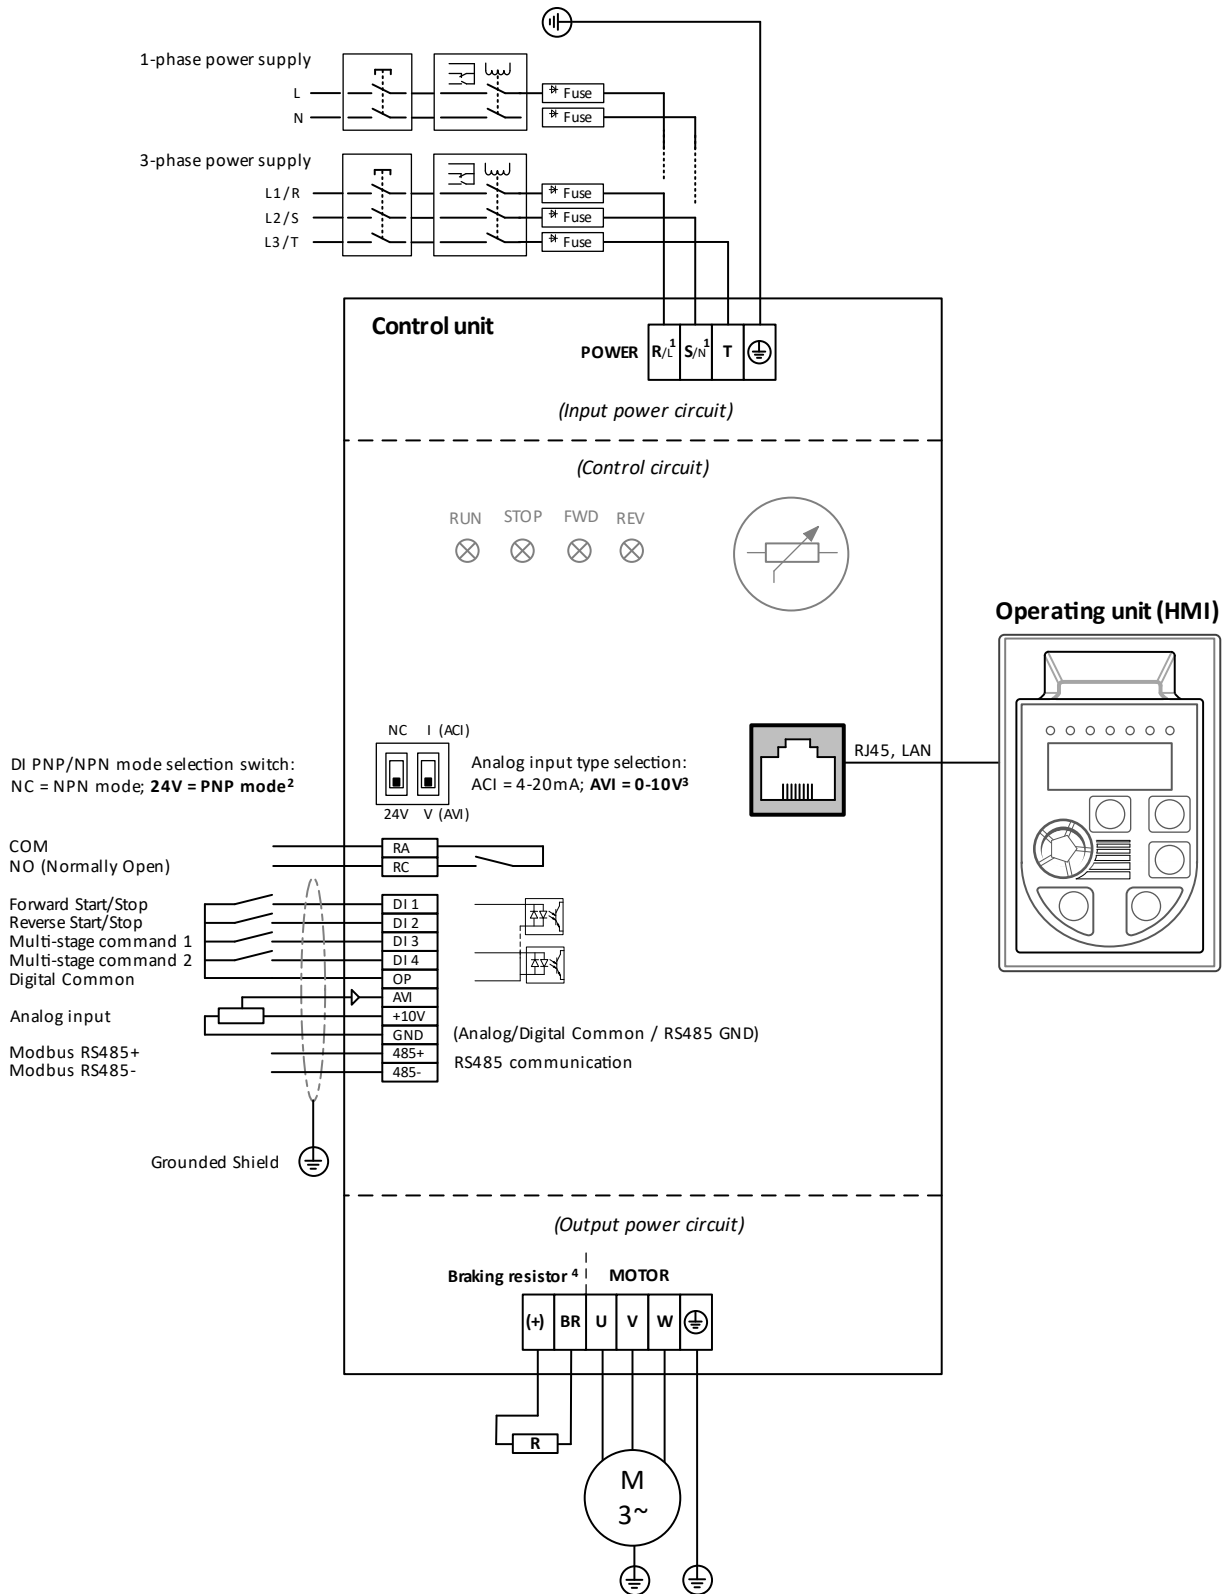 1-phase power supply
L
Fuse
N
Fuse
3-phase power supply
L1/R
Fuse
L2/S
Fuse
L3/T
Fuse
Control unit
POWER R/L¹ S/N¹ T
(Input power circuit)
(Control circuit)
RUN STOP FWD REV
Operating unit (HMI)
NC I (ACI)
RJ45, LAN
DI PNP/NPN mode selection switch:
NC = NPN mode; 24V = PNP mode²
Analog input type selection:
ACI = 4-20mA; AVI = 0-10V³
24V V (AVI)
COM RA
NO (Normally Open) RC
Forward Start/Stop DI 1
Reverse Start/Stop DI 2
Multi-stage command 1 DI 3
Multi-stage command 2 DI 4
Digital Common OP
AVI
Analog input +10V
GND (Analog/Digital Common / RS485 GND)
Modbus RS485+ 485+
Modbus RS485- 485-
RS485 communication
Grounded Shield
(Output power circuit)
Braking resistor ⁴ MOTOR
(+) BR U V W
R
M
3~